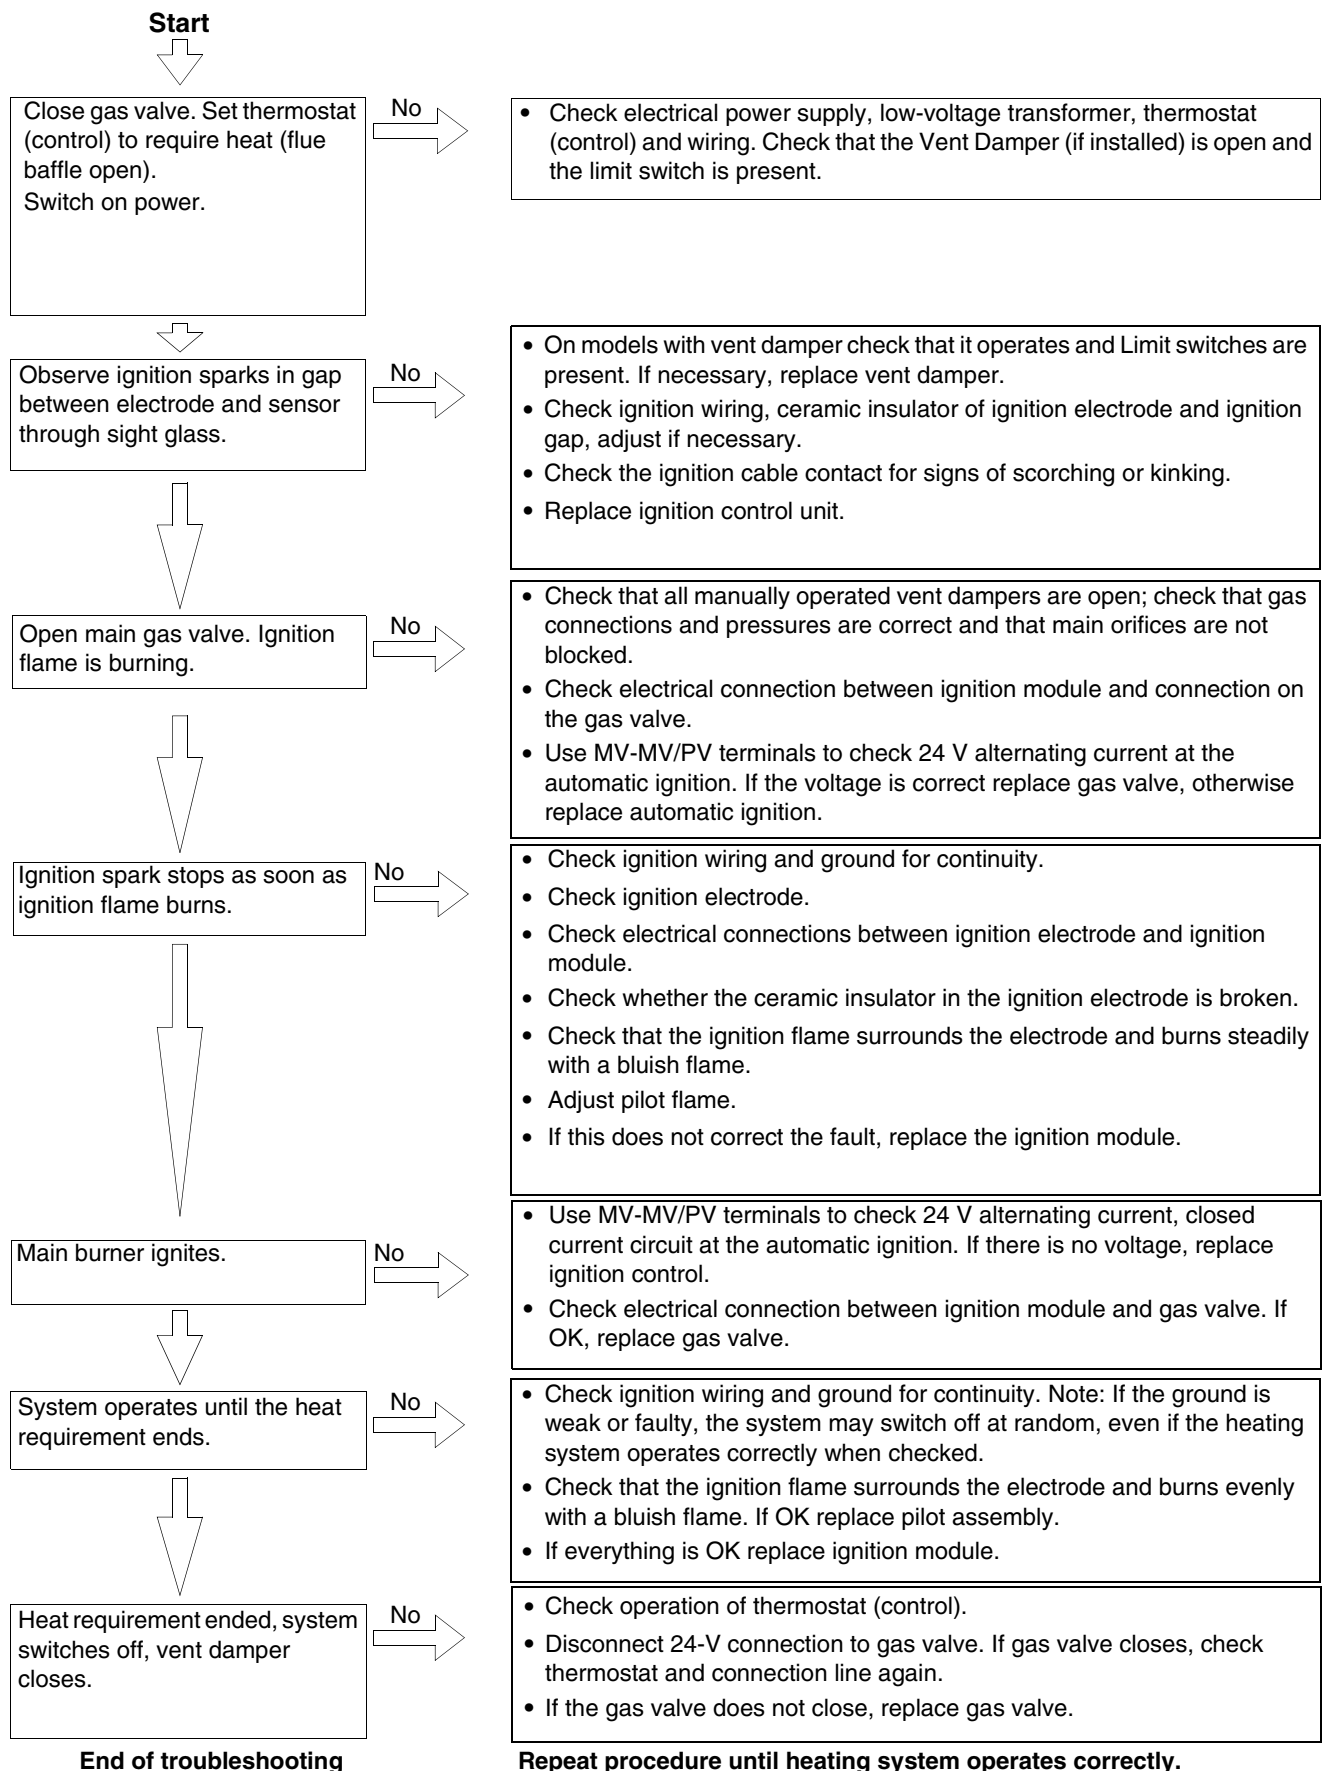 Start
Close gas valve. Set thermostat
(control) to require heat (flue
baffle open).
Switch on power.
No
• Check electrical power supply, low-voltage transformer, thermostat
(control) and wiring. Check that the Vent Damper (if installed) is open and
the limit switch is present.
Observe ignition sparks in gap
between electrode and sensor
through sight glass.
No
• On models with vent damper check that it operates and Limit switches are
present. If necessary, replace vent damper.
• Check ignition wiring, ceramic insulator of ignition electrode and ignition
gap, adjust if necessary.
• Check the ignition cable contact for signs of scorching or kinking.
• Replace ignition control unit.
Open main gas valve. Ignition
flame is burning.
No
• Check that all manually operated vent dampers are open; check that gas
connections and pressures are correct and that main orifices are not
blocked.
• Check electrical connection between ignition module and connection on
the gas valve.
• Use MV-MV/PV terminals to check 24 V alternating current at the
automatic ignition. If the voltage is correct replace gas valve, otherwise
replace automatic ignition.
Ignition spark stops as soon as
ignition flame burns.
No
• Check ignition wiring and ground for continuity.
• Check ignition electrode.
• Check electrical connections between ignition electrode and ignition
module.
• Check whether the ceramic insulator in the ignition electrode is broken.
• Check that the ignition flame surrounds the electrode and burns steadily
with a bluish flame.
• Adjust pilot flame.
• If this does not correct the fault, replace the ignition module.
Main burner ignites.
No
• Use MV-MV/PV terminals to check 24 V alternating current, closed
current circuit at the automatic ignition. If there is no voltage, replace
ignition control.
• Check electrical connection between ignition module and gas valve. If
OK, replace gas valve.
System operates until the heat
requirement ends.
No
• Check ignition wiring and ground for continuity. Note: If the ground is
weak or faulty, the system may switch off at random, even if the heating
system operates correctly when checked.
• Check that the ignition flame surrounds the electrode and burns evenly
with a bluish flame. If OK replace pilot assembly.
• If everything is OK replace ignition module.
Heat requirement ended, system
switches off, vent damper
closes.
No
• Check operation of thermostat (control).
• Disconnect 24-V connection to gas valve. If gas valve closes, check
thermostat and connection line again.
• If the gas valve does not close, replace gas valve.
End of troubleshooting
Repeat procedure until heating system operates correctly.